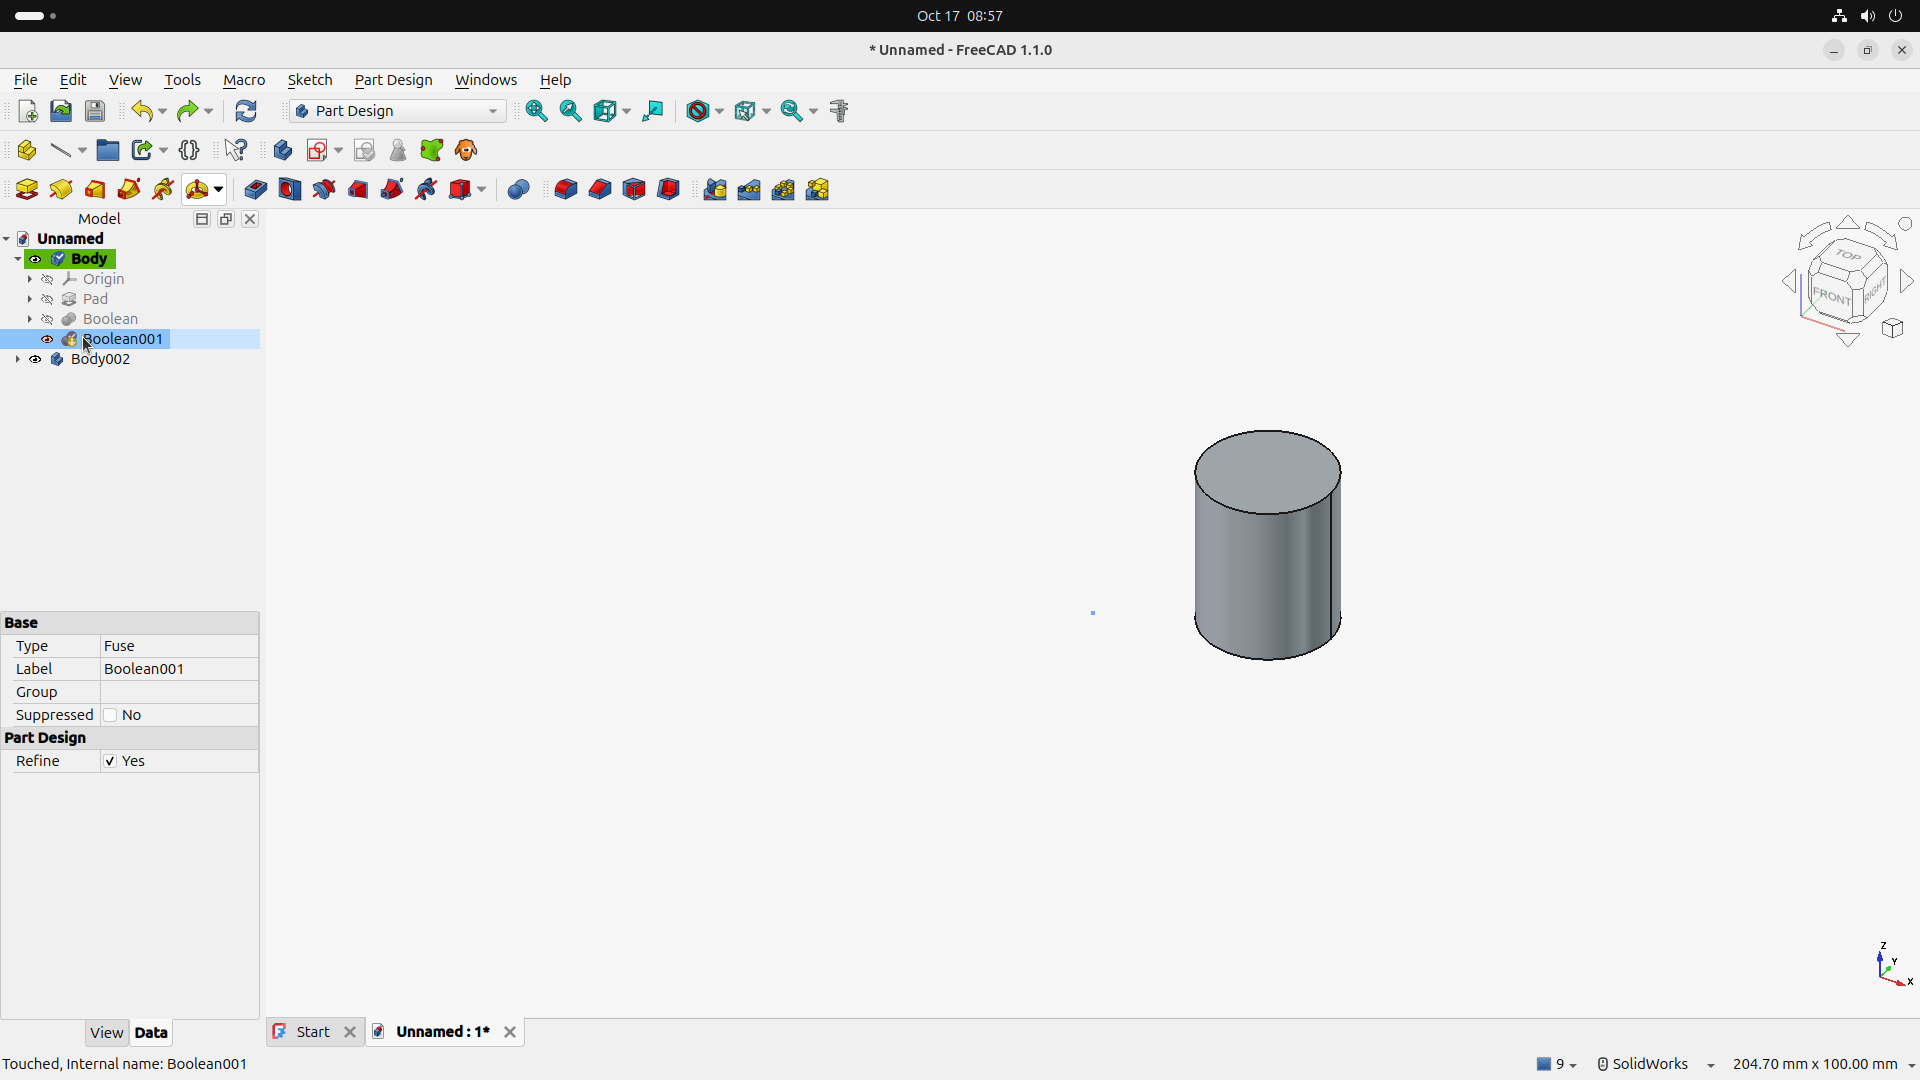 Oct 17 08:57
* Unnamed - FreeCAD 1.1.0
File Edit View Tools Macro Sketch Part Design Windows Help
Part Design
Model
Unnamed
Body
Origin
Pad
Boolean
Boolean001
Body002
TOP
FRONT
RIGHT
Base
Type Fuse
Label Boolean001
Group
Suppressed No
Part Design
Refine Yes
Z
Y
X
View Data
Start
Unnamed : 1*
Touched, Internal name: Boolean001
9
SolidWorks
204.70 mm x 100.00 mm